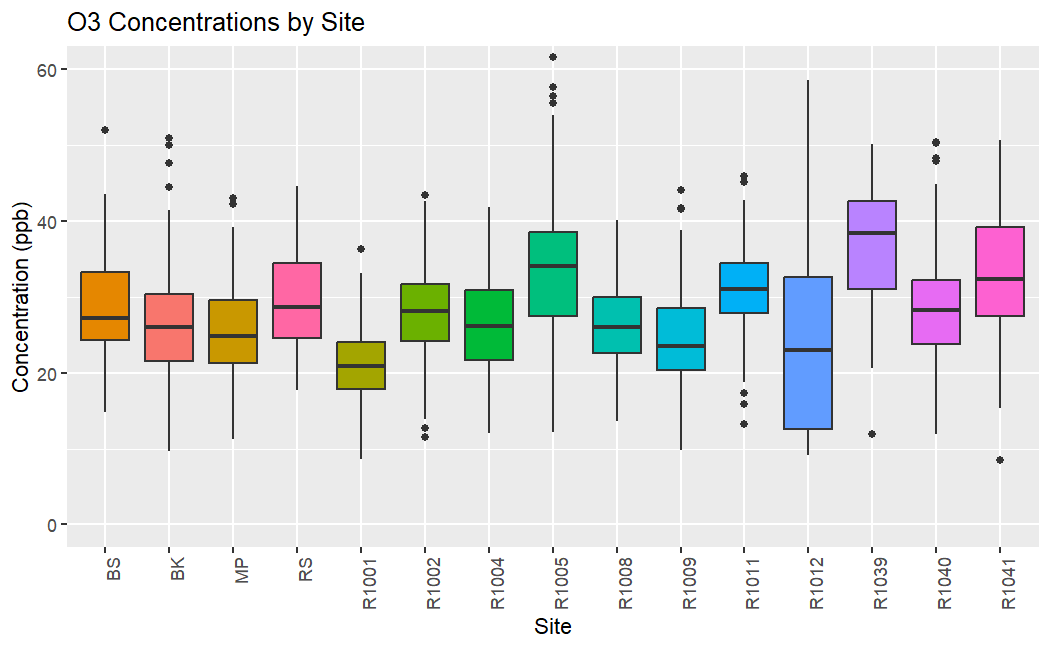 O3 Concentrations by Site
Concentration (ppb)
60
40
20
0
BS
BK
MP
RS
R1001
R1002
R1004
R1005
R1008
R1009
R1011
R1012
R1039
R1040
R1041
Site